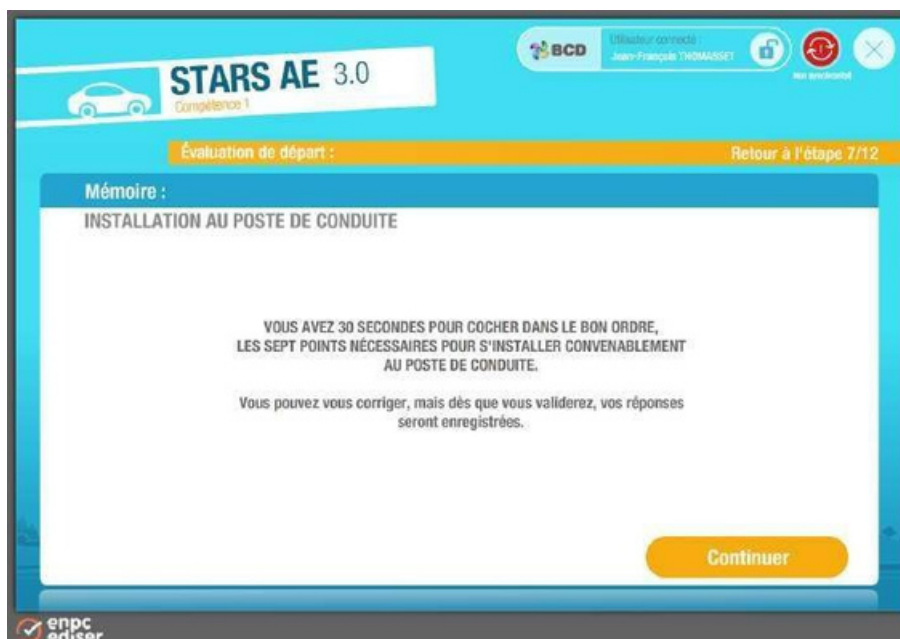 STARS AE 3.0
Compétence 1
BCD
Utilisateur connecté :
Jean-François THOMASSET
Non synchronisé
Évaluation de départ :
Retour à l'étape 7/12
Mémoire :
INSTALLATION AU POSTE DE CONDUITE
VOUS AVEZ 30 SECONDES POUR COCHER DANS LE BON ORDRE,
LES SEPT POINTS NÉCESSAIRES POUR S'INSTALLER CONVENABLEMENT
AU POSTE DE CONDUITE.
Vous pouvez vous corriger, mais dès que vous validerez, vos réponses
seront enregistrées.
Continuer
enpc
ediser